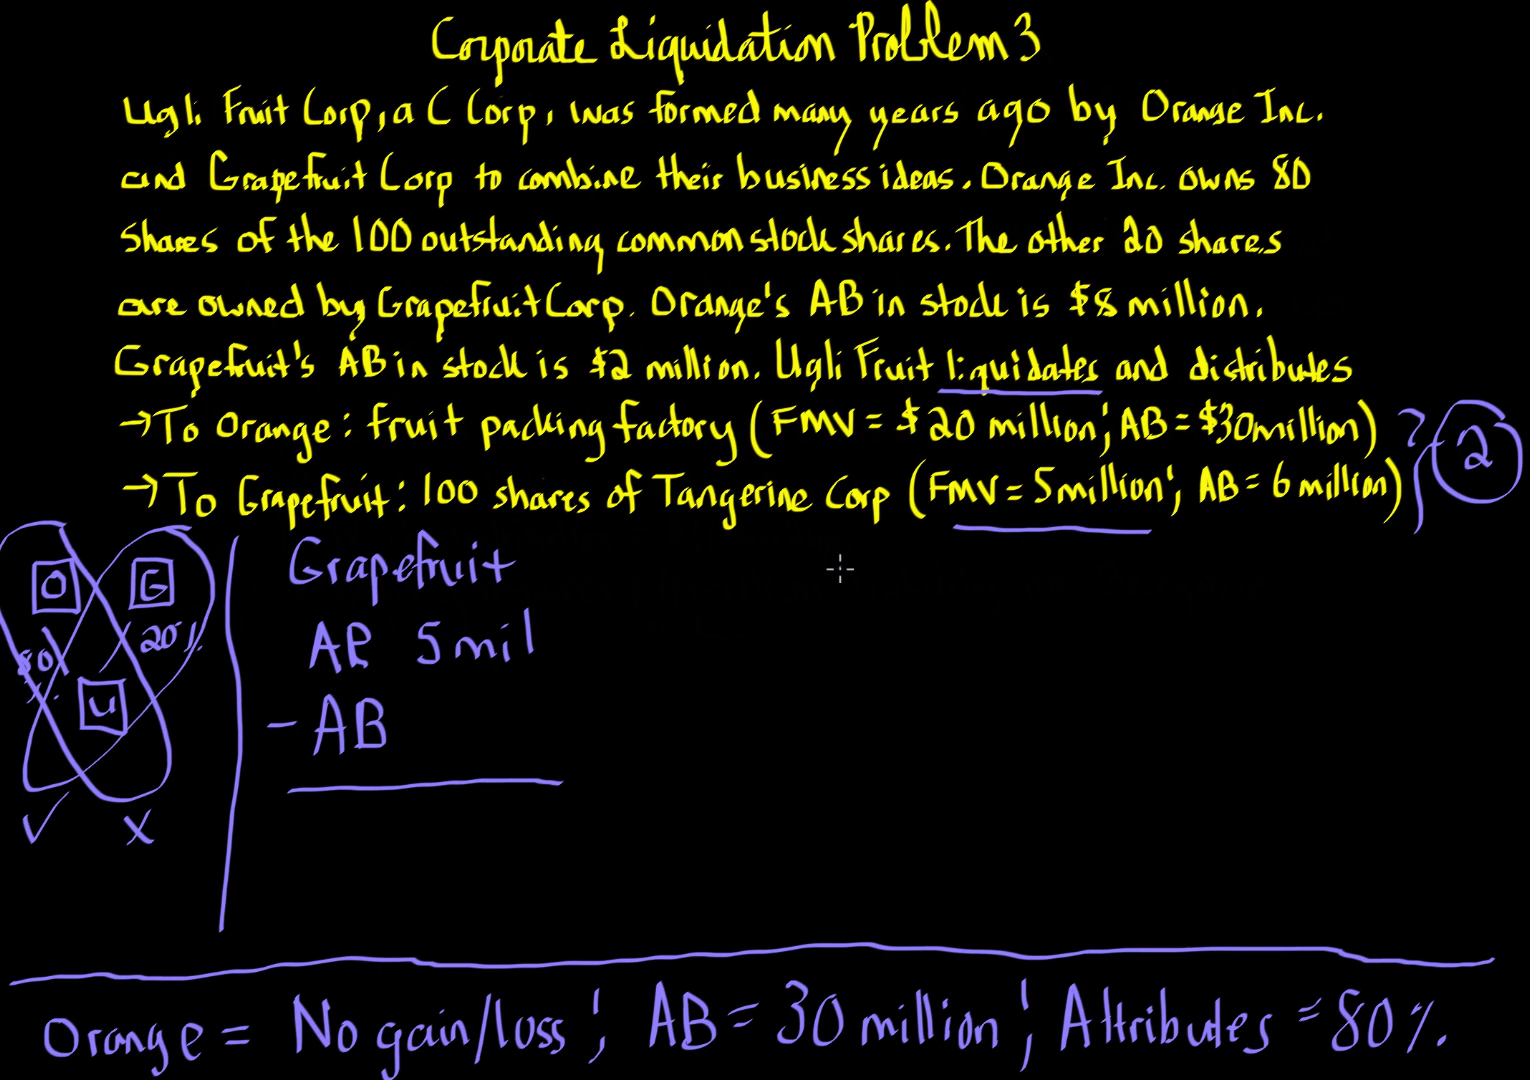 Corporate Liquidation Problem 3
Ugli Fruit Corp, a C Corp, was formed many years ago by Orange Inc.
and Grapefruit Corp to combine their business ideas. Orange Inc. owns 80
shares of the 100 outstanding common stock shares. The other 20 shares
are owned by Grapefruit Corp. Orange's AB in stock is $8 million.
Grapefruit's AB in stock is $2 million. Ugli Fruit liquidates and distributes
→To Orange: fruit packing factory (FMV = $20 million; AB = $30 million) ?
2
→To Grapefruit: 100 shares of Tangerine Corp (FMV = 5 million; AB = 6 million)
O G
80% 20%
U
✓ X
Grapefruit
AR 5 mil
- AB
Orange = No gain/loss; AB = 30 million; Attributes = 80%.